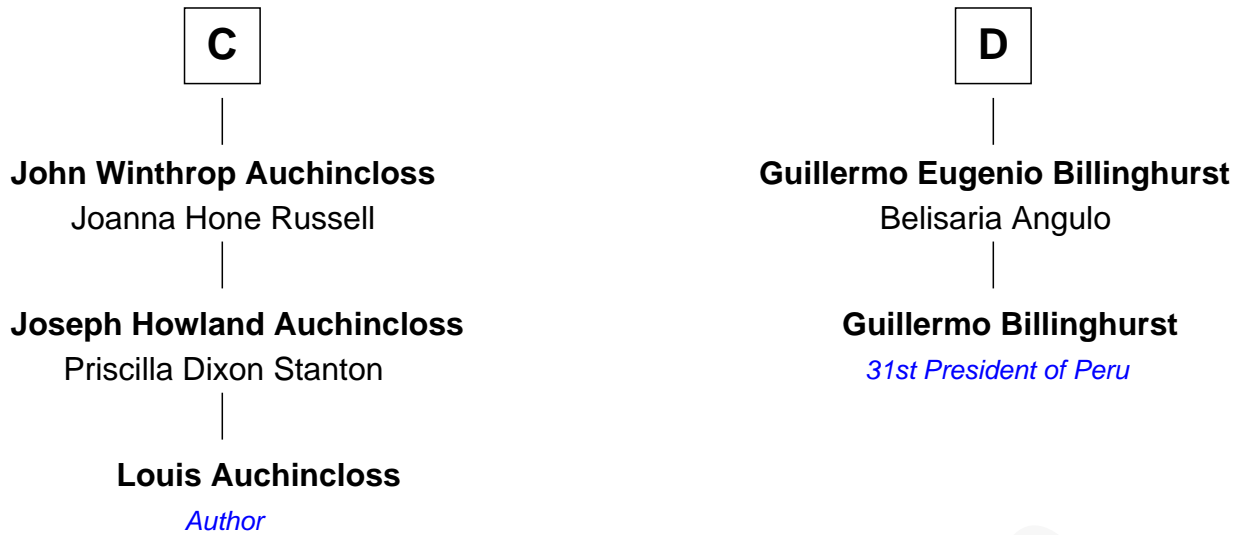 C
John Winthrop Auchincloss
Joanna Hone Russell
Joseph Howland Auchincloss
Priscilla Dixon Stanton
Louis Auchincloss
Author
D
Guillermo Eugenio Billinghurst
Belisaria Angulo
Guillermo Billinghurst
31st President of Peru